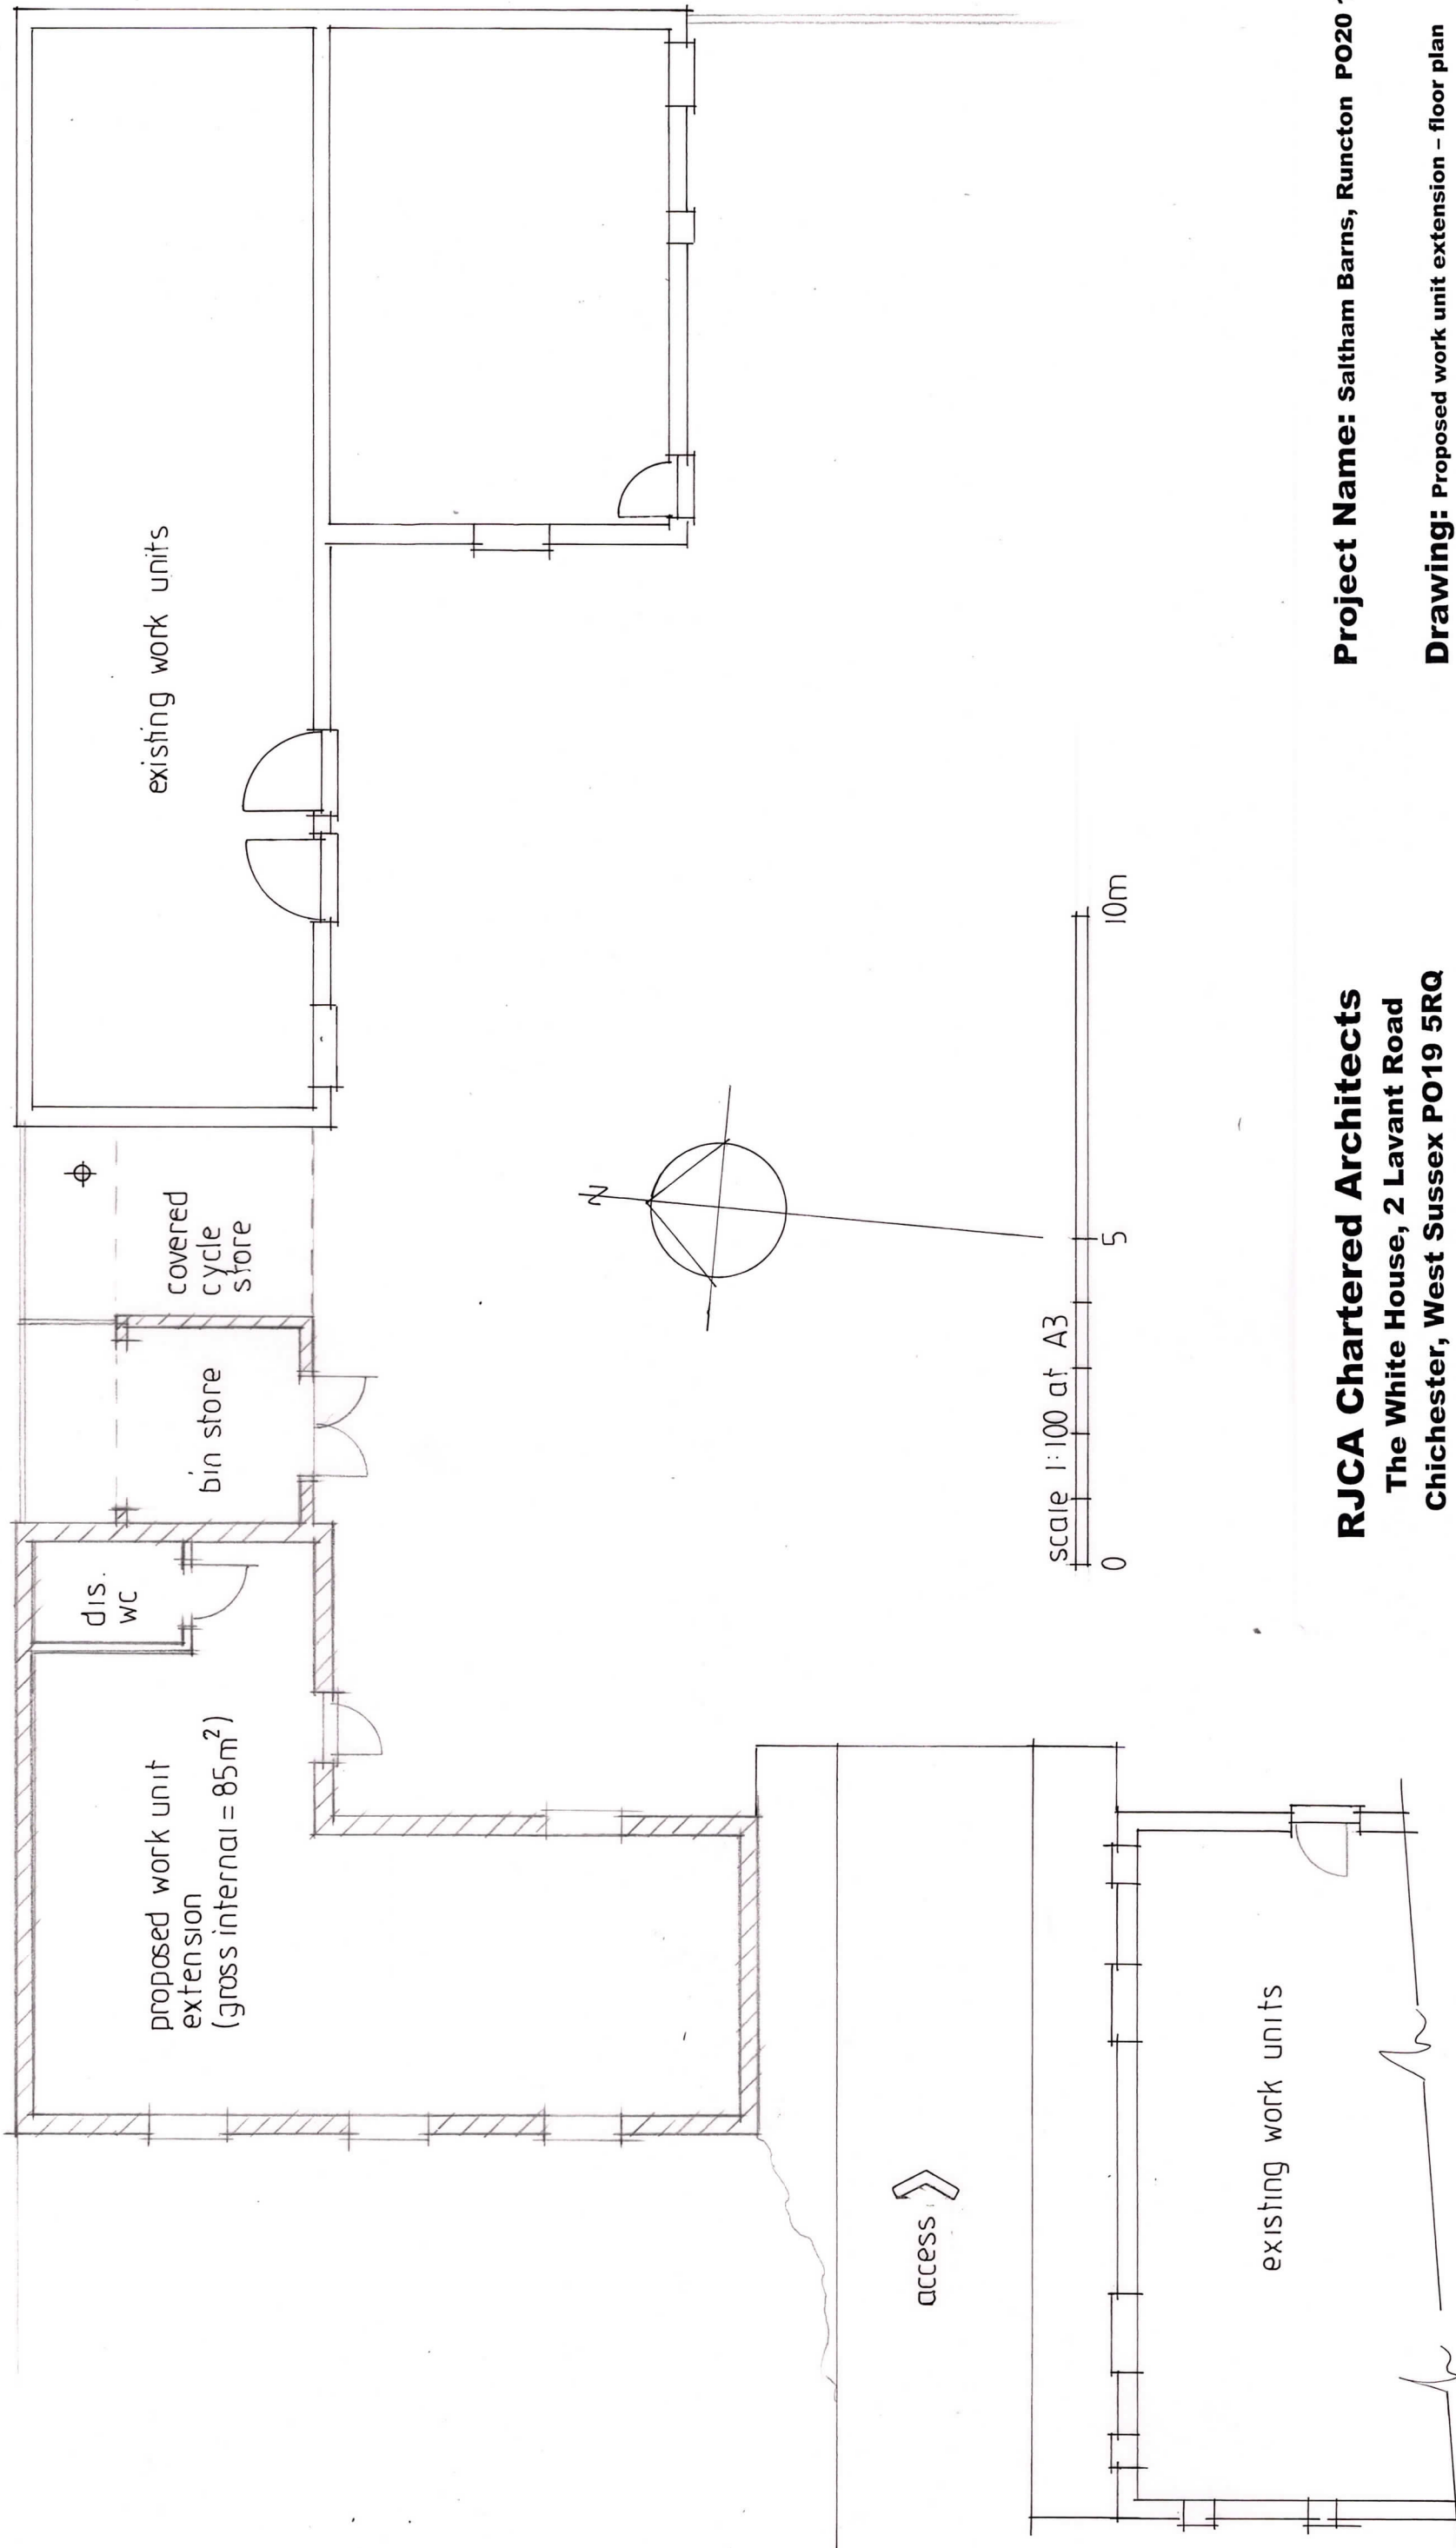 existing work units
covered
cycle
store
bin store
dis.
wc
proposed work unit
extension
(gross internal = 85m²)
N
scale 1:100 at A3
0
5
10m
access
existing work units
RJCA Chartered Architects
The White House, 2 Lavant Road
Chichester, West Sussex PO19 5RQ
Project Name: Saltham Barns, Runcton PO20
Drawing: Proposed work unit extension – floor plan